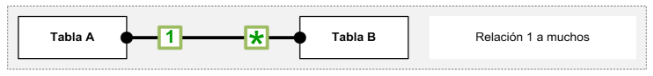 Tabla A
1
*
Tabla B
Relación 1 a muchos